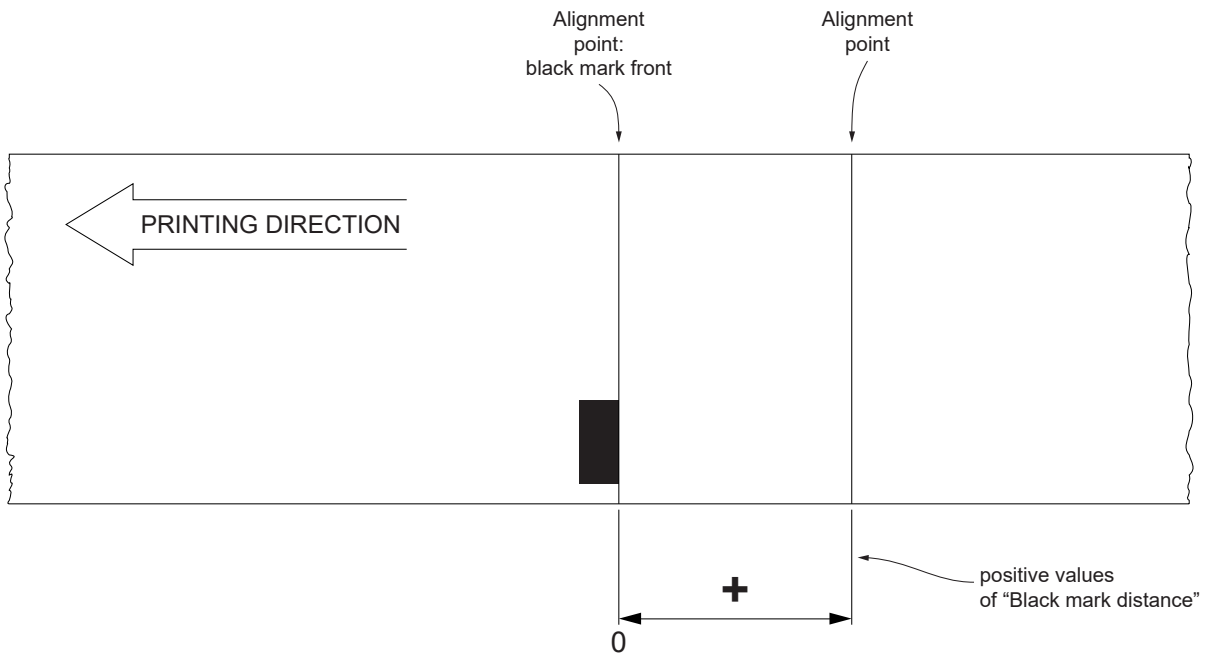 Alignment
point:
black mark front
Alignment
point
PRINTING DIRECTION
+
positive values
of “Black mark distance”
0